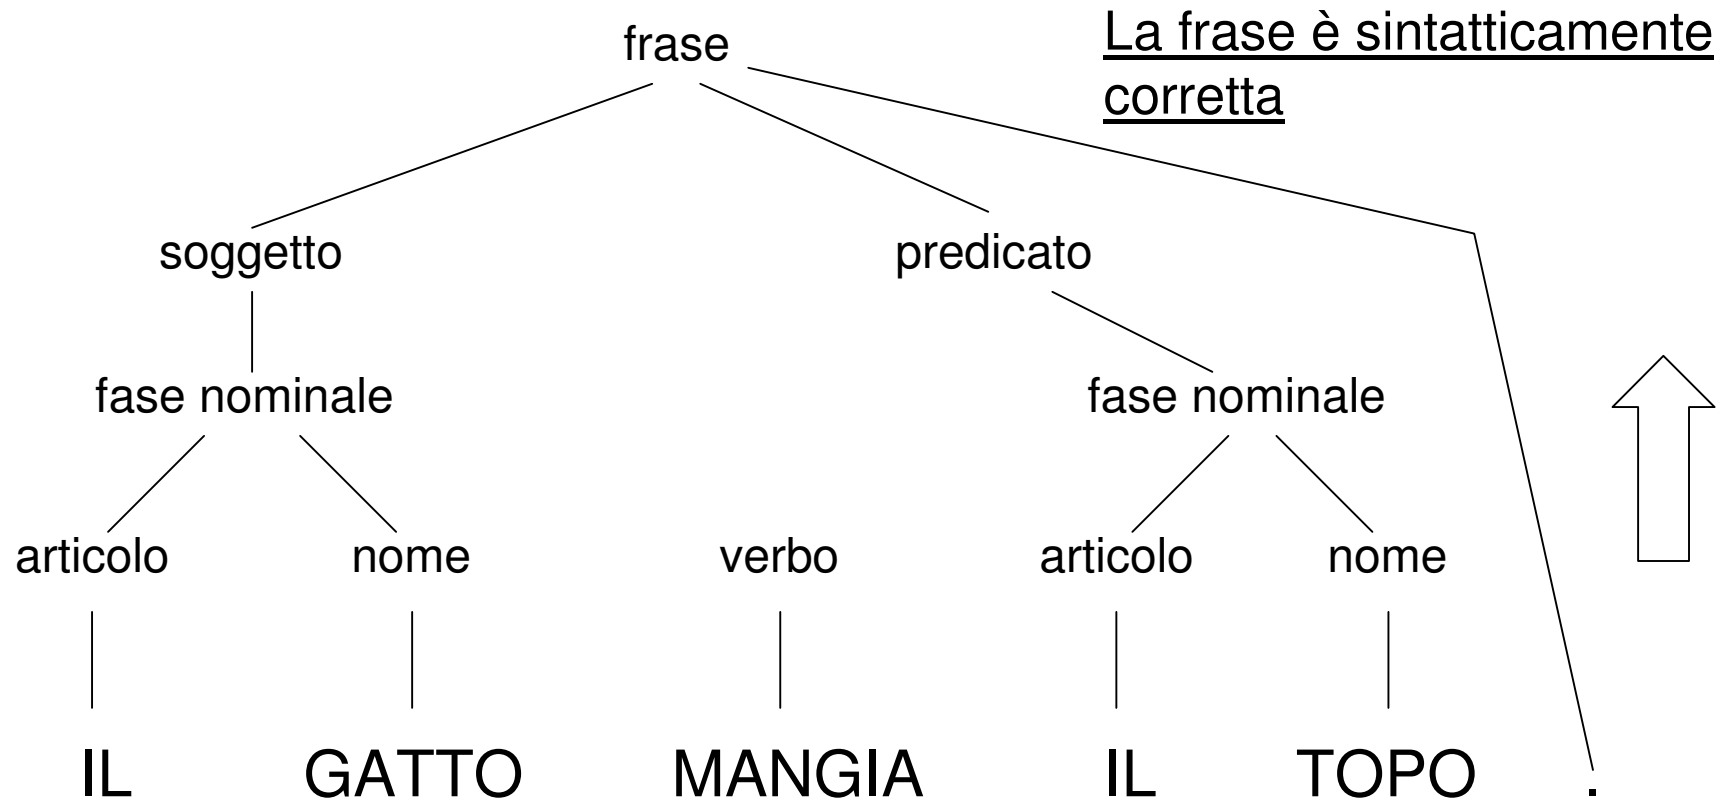 frase
La frase è sintatticamente
corretta
soggetto predicato
fase nominale fase nominale
articolo nome verbo articolo nome
IL GATTO MANGIA IL TOPO .